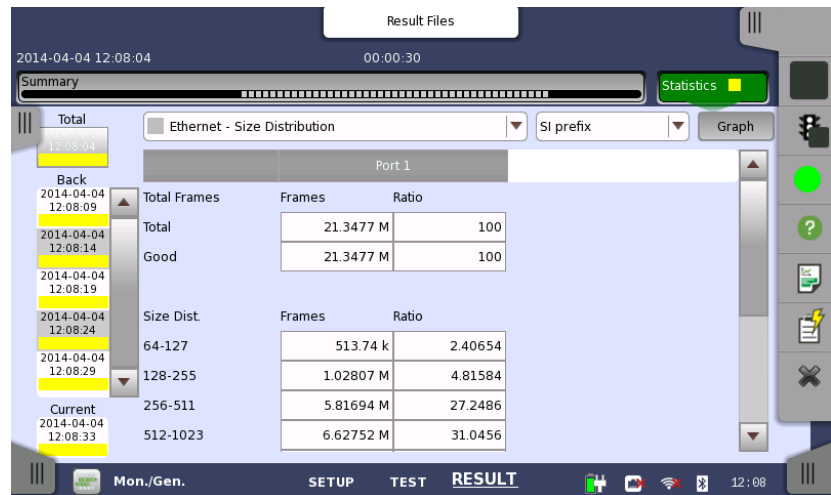 Result Files
2014-04-04 12:08:04 00:00:30
Summary
Statistics
Total
12:08:04
Ethernet - Size Distribution SI prefix Graph
Port 1
Back
2014-04-04
12:08:09
2014-04-04
12:08:14
2014-04-04
12:08:19
2014-04-04
12:08:24
2014-04-04
12:08:29
Current
2014-04-04
12:08:33
Total Frames Frames Ratio
Total 21.3477 M 100
Good 21.3477 M 100
Size Dist. Frames Ratio
64-127 513.74 k 2.40654
128-255 1.02807 M 4.81584
256-511 5.81694 M 27.2486
512-1023 6.62752 M 31.0456
Mon./Gen. SETUP TEST RESULT 12:08